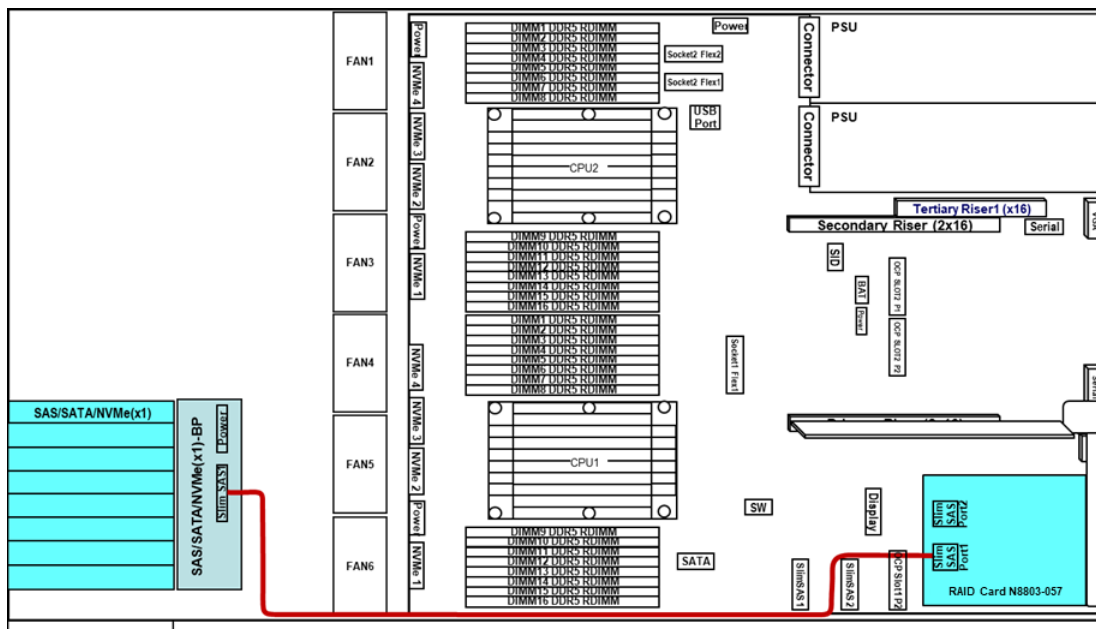 FAN1
FAN2
FAN3
FAN4
FAN5
FAN6
Power
NVMe 4
NVMe 3
NVMe 2
Power
NVMe 1
NVMe 4
NVMe 3
NVMe 2
Power
NVMe 1
DIMM1 DDR5 RDIMM
DIMM2 DDR5 RDIMM
DIMM3 DDR5 RDIMM
DIMM4 DDR5 RDIMM
DIMM5 DDR5 RDIMM
DIMM6 DDR5 RDIMM
DIMM7 DDR5 RDIMM
DIMM8 DDR5 RDIMM
CPU2
DIMM9 DDR5 RDIMM
DIMM10 DDR5 RDIMM
DIMM11 DDR5 RDIMM
DIMM12 DDR5 RDIMM
DIMM13 DDR5 RDIMM
DIMM14 DDR5 RDIMM
DIMM15 DDR5 RDIMM
DIMM16 DDR5 RDIMM
DIMM1 DDR5 RDIMM
DIMM2 DDR5 RDIMM
DIMM3 DDR5 RDIMM
DIMM4 DDR5 RDIMM
DIMM5 DDR5 RDIMM
DIMM6 DDR5 RDIMM
DIMM7 DDR5 RDIMM
DIMM8 DDR5 RDIMM
CPU1
DIMM9 DDR5 RDIMM
DIMM10 DDR5 RDIMM
DIMM11 DDR5 RDIMM
DIMM12 DDR5 RDIMM
DIMM13 DDR5 RDIMM
DIMM14 DDR5 RDIMM
DIMM15 DDR5 RDIMM
DIMM16 DDR5 RDIMM
Power
Socket2 Flex2
Socket2 Flex1
USB
Port
Connector
PSU
Connector
PSU
Tertiary Riser1 (x16)
Secondary Riser (2x16)
Serial
VGA
SID
BAT
Power
OCP SLOT2 P1
OCP SLOT2 P2
Socket1 Flex1
SW
Display
SATA
SlimSAS1
SlimSAS2
OCP Slot1 P2
Slim
SAS
Port2
Slim
SAS
Port1
RAID Card N8803-057
SAS/SATA/NVMe(x1)
SAS/SATA/NVMe(x1)-BP
Power
Slim SAS1